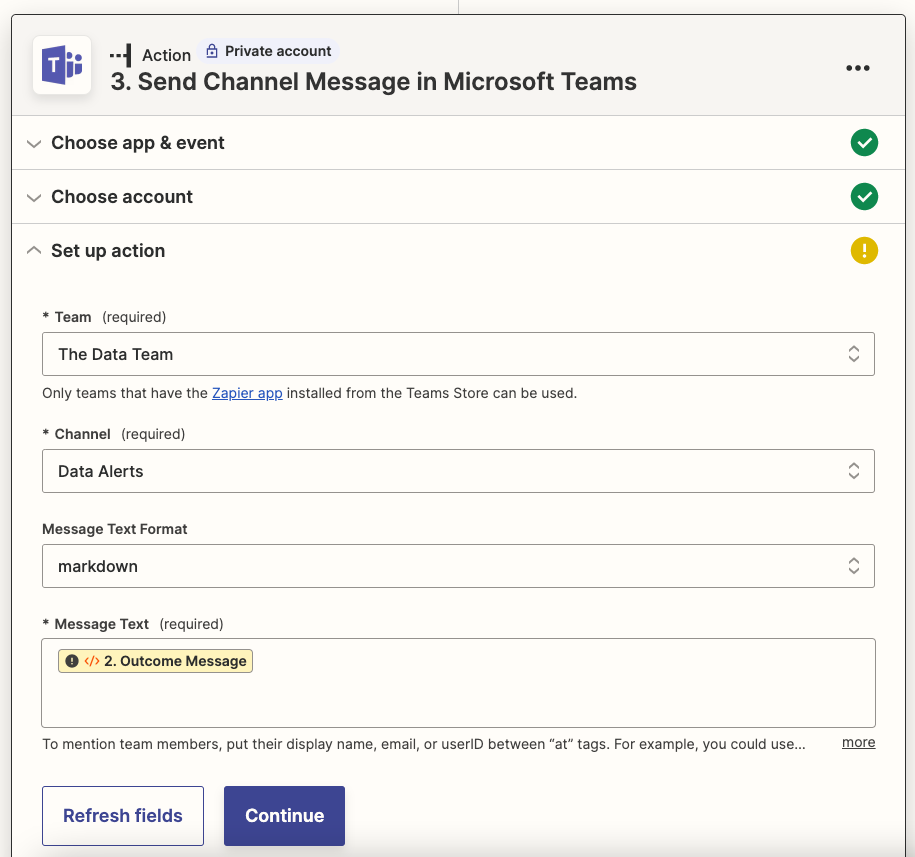 T
Action Private account
3. Send Channel Message in Microsoft Teams
Choose app & event
Choose account
Set up action
* Team (required)
The Data Team
Only teams that have the Zapier app installed from the Teams Store can be used.
* Channel (required)
Data Alerts
Message Text Format
markdown
* Message Text (required)
</> 2. Outcome Message
To mention team members, put their display name, email, or userID between “at” tags. For example, you could use... more
Refresh fields Continue